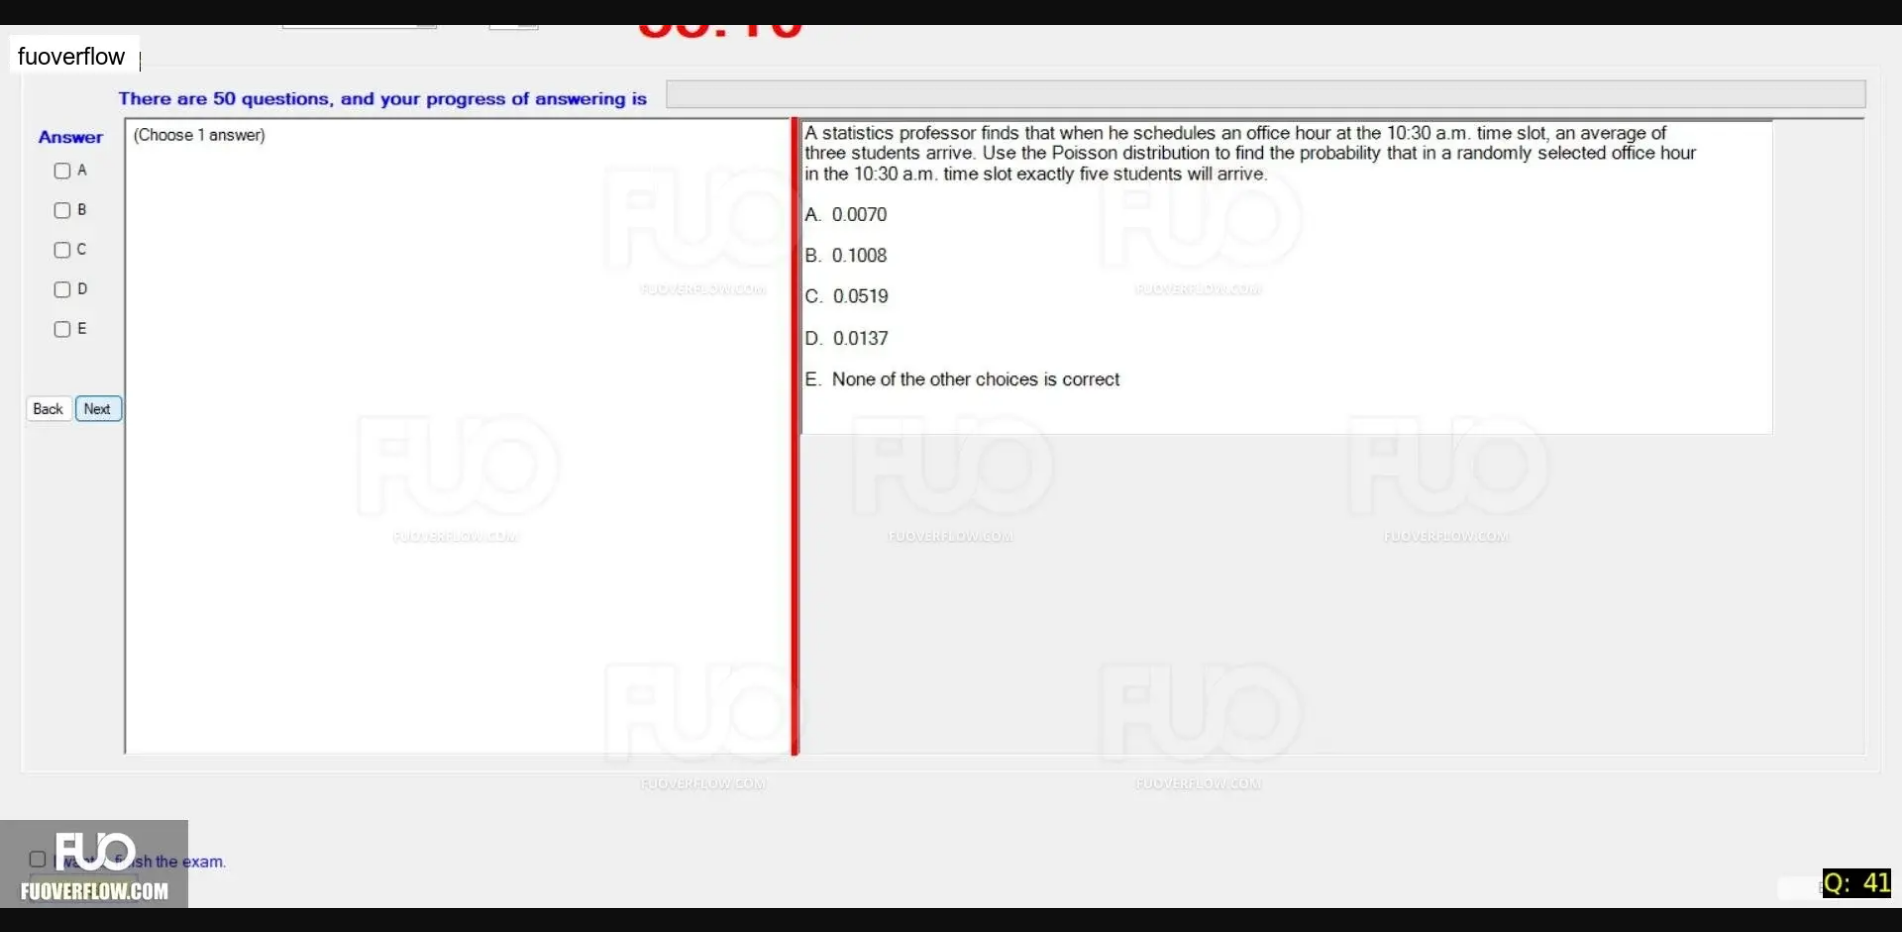 fuoverflow
There are 50 questions, and your progress of answering is
Answer
(Choose 1 answer)
A
B
C
D
E
Back Next
A statistics professor finds that when he schedules an office hour at the 10:30 a.m. time slot, an average of
three students arrive. Use the Poisson distribution to find the probability that in a randomly selected office hour
in the 10:30 a.m. time slot exactly five students will arrive.
A. 0.0070
B. 0.1008
C. 0.0519
D. 0.0137
E. None of the other choices is correct
FUO
FUOVERFLOW.COM
FUO
FUOVERFLOW.COM
FUO
FUOVERFLOW.COM
FUO
FUOVERFLOW.COM
FUO
FUOVERFLOW.COM
FUO
FUOVERFLOW.COM
FUO
FUOVERFLOW.COM
the exam.
FUO
FUOVERFLOW.COM
Q: 41